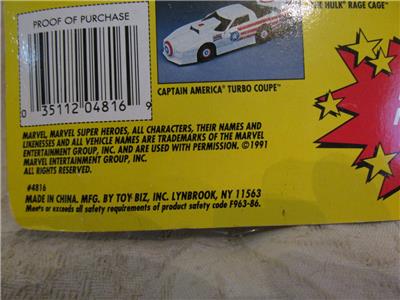 PROOF OF PURCHASE
HULK® RAGE CAGE™
0 35112 04816 9
CAPTAIN AMERICA® TURBO COUPE™
MARVEL, MARVEL SUPER HEROES, ALL CHARACTERS, THEIR NAMES AND
LIKENESSES AND ALL VEHICLE NAMES ARE TRADEMARKS OF THE MARVEL
ENTERTAINMENT GROUP, INC. AND ARE USED WITH PERMISSION. ©1991
MARVEL ENTERTAINMENT GROUP, INC.
ALL RIGHTS RESERVED.
#4816
MADE IN CHINA. MFG. BY TOY BIZ, INC. LYNBROOK, NY 11563
Meets or exceeds all safety requirements of product safety code F963-86.